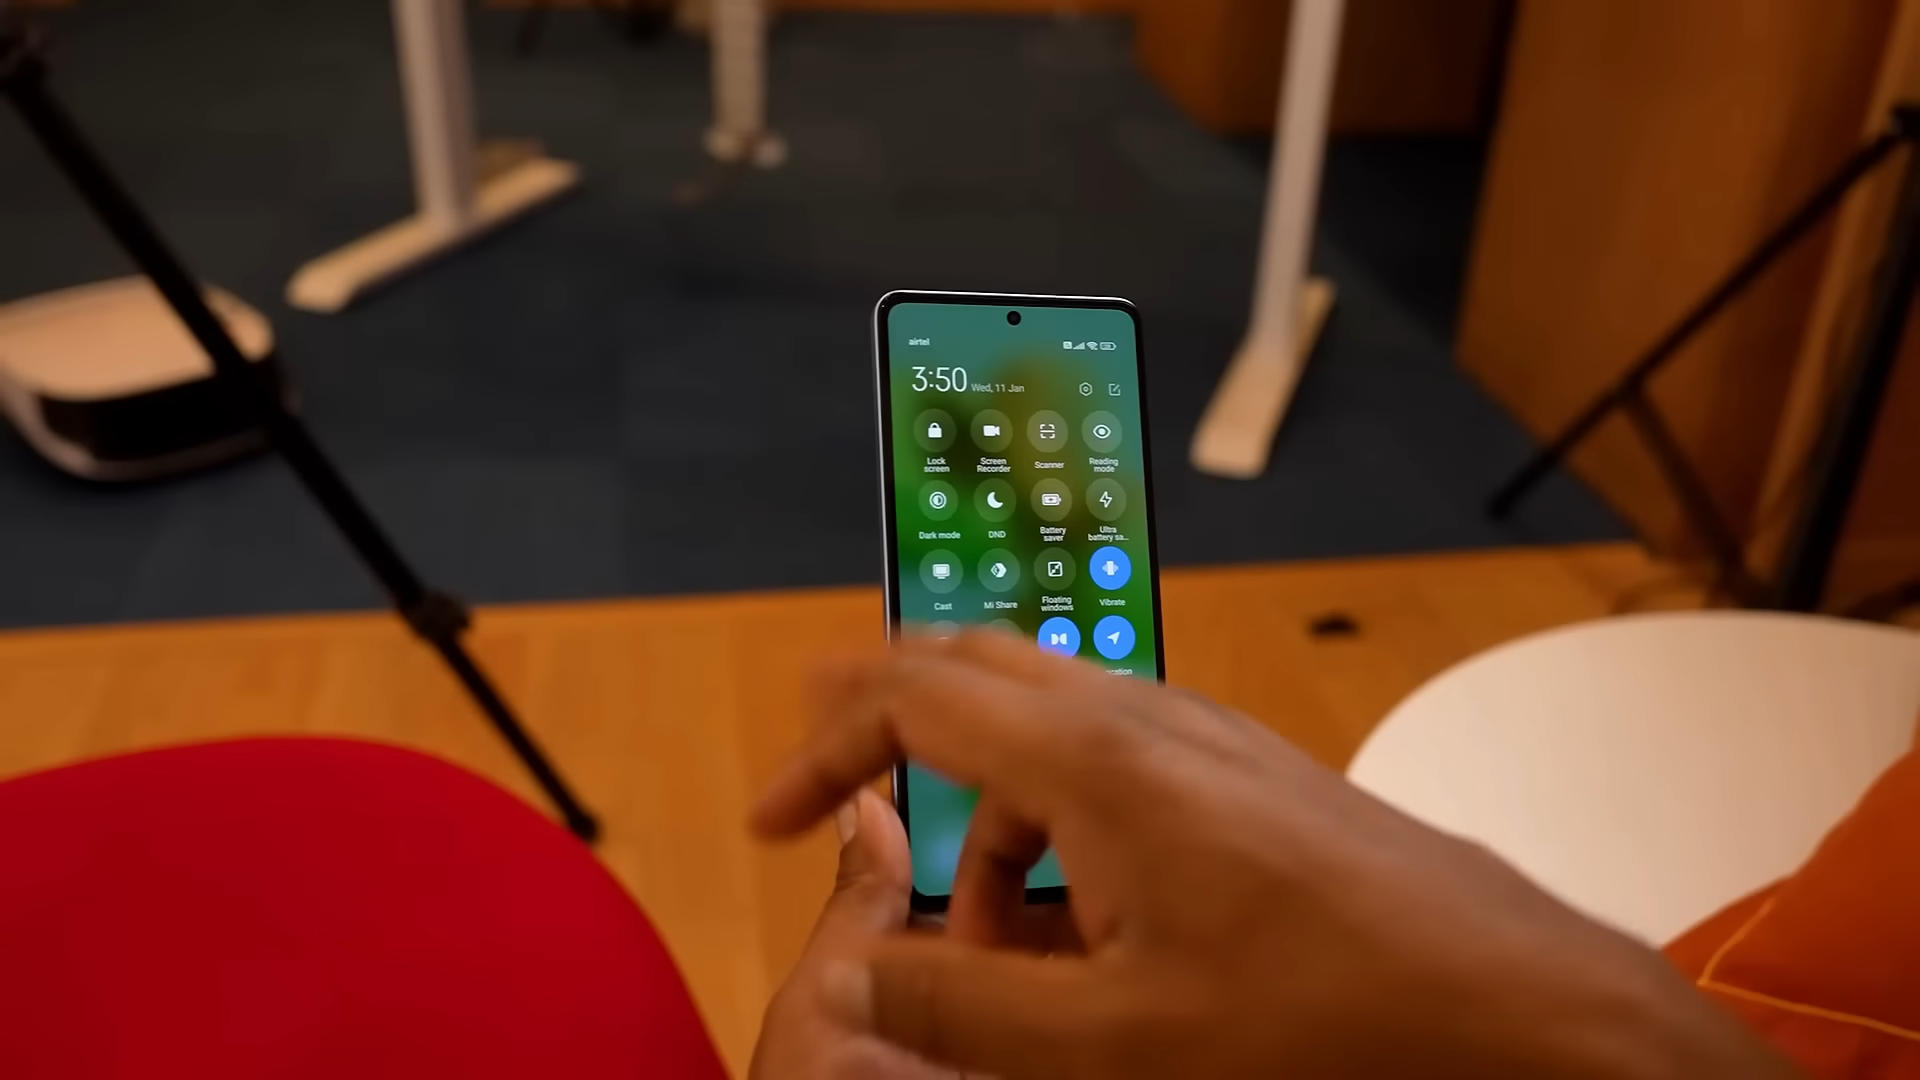 airtel
3:50 Wed, 11 Jan
Lock screen
Screen Recorder
Scanner
Reading mode
Dark mode
DND
Battery saver
Ultra battery sa...
Cast
Mi Share
Floating windows
Vibrate